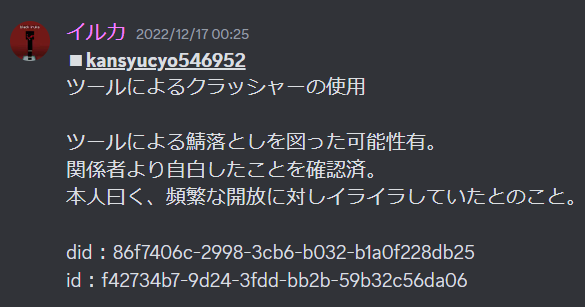 イルカ 2022/12/17 00:25
■kansyucyo546952
ツールによるクラッシャーの使用
ツールによる鯖落としを図った可能性有。
関係者より自白したことを確認済。
本人曰く、頻繁な開放に対しイライラしていたとのこと。
did：86f7406c-2998-3cb6-b032-b1a0f228db25
id：f42734b7-9d24-3fdd-bb2b-59b32c56da06